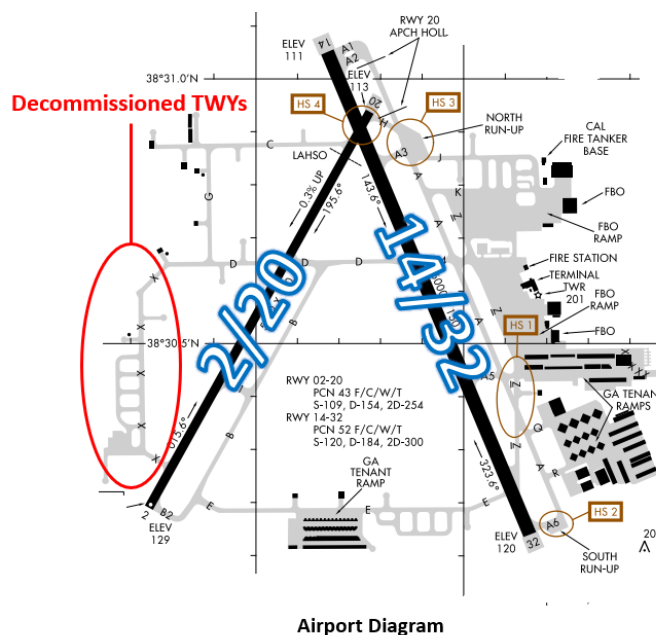 ELEV
111
14
A1
A2
RWY 20
APCH HOLL
38°31.0'N
ELEV
113
20
Decommissioned TWYs
HS 4
HS 3
H
NORTH
RUN-UP
CAL
FIRE TANKER
BASE
C
LAHSO
A3
J
A
G
0.3% UP
195.6°
143.6°
K
Z
FBO
FBO
RAMP
FIRE STATION
TERMINAL
TWR
201
FBO
RAMP
FBO
X
D
D
D
D
2/20
14/32
X
B
A
Z
HS 1
38°30.5'N
X
A5
Z
RWY 02-20
PCN 43 F/C/W/T
S-109, D-154, 2D-254
RWY 14-32
PCN 52 F/C/W/T
S-120, D-184, 2D-300
GA TENANT
RAMPS
015.6°
B
X
X
GA
TENANT
RAMP
323.6°
Q
Z
A
R
2
B2
E
E
E
ELEV
129
ELEV
120
32
A6
HS 2
SOUTH
RUN-UP
20
A
Airport Diagram